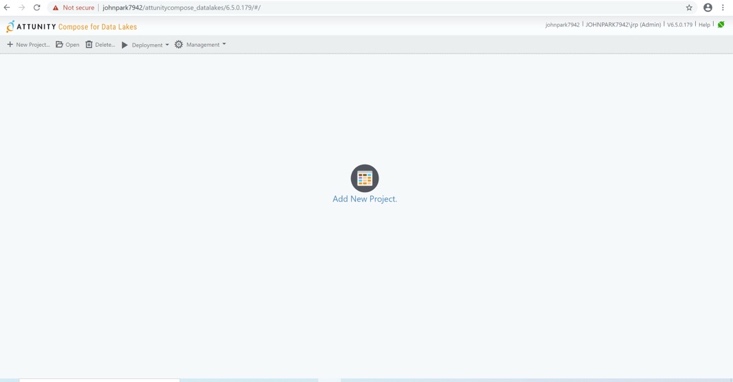 Not secure johnpark7942/attunitycompose_datalakes/6.5.0.179/#/
ATTUNITY Compose for Data Lakes
johnpark7942 | JOHNPARK7942\jrp (Admin) | V6.5.0.179 | Help |
+ New Project... Open Delete... Deployment Management
Add New Project.